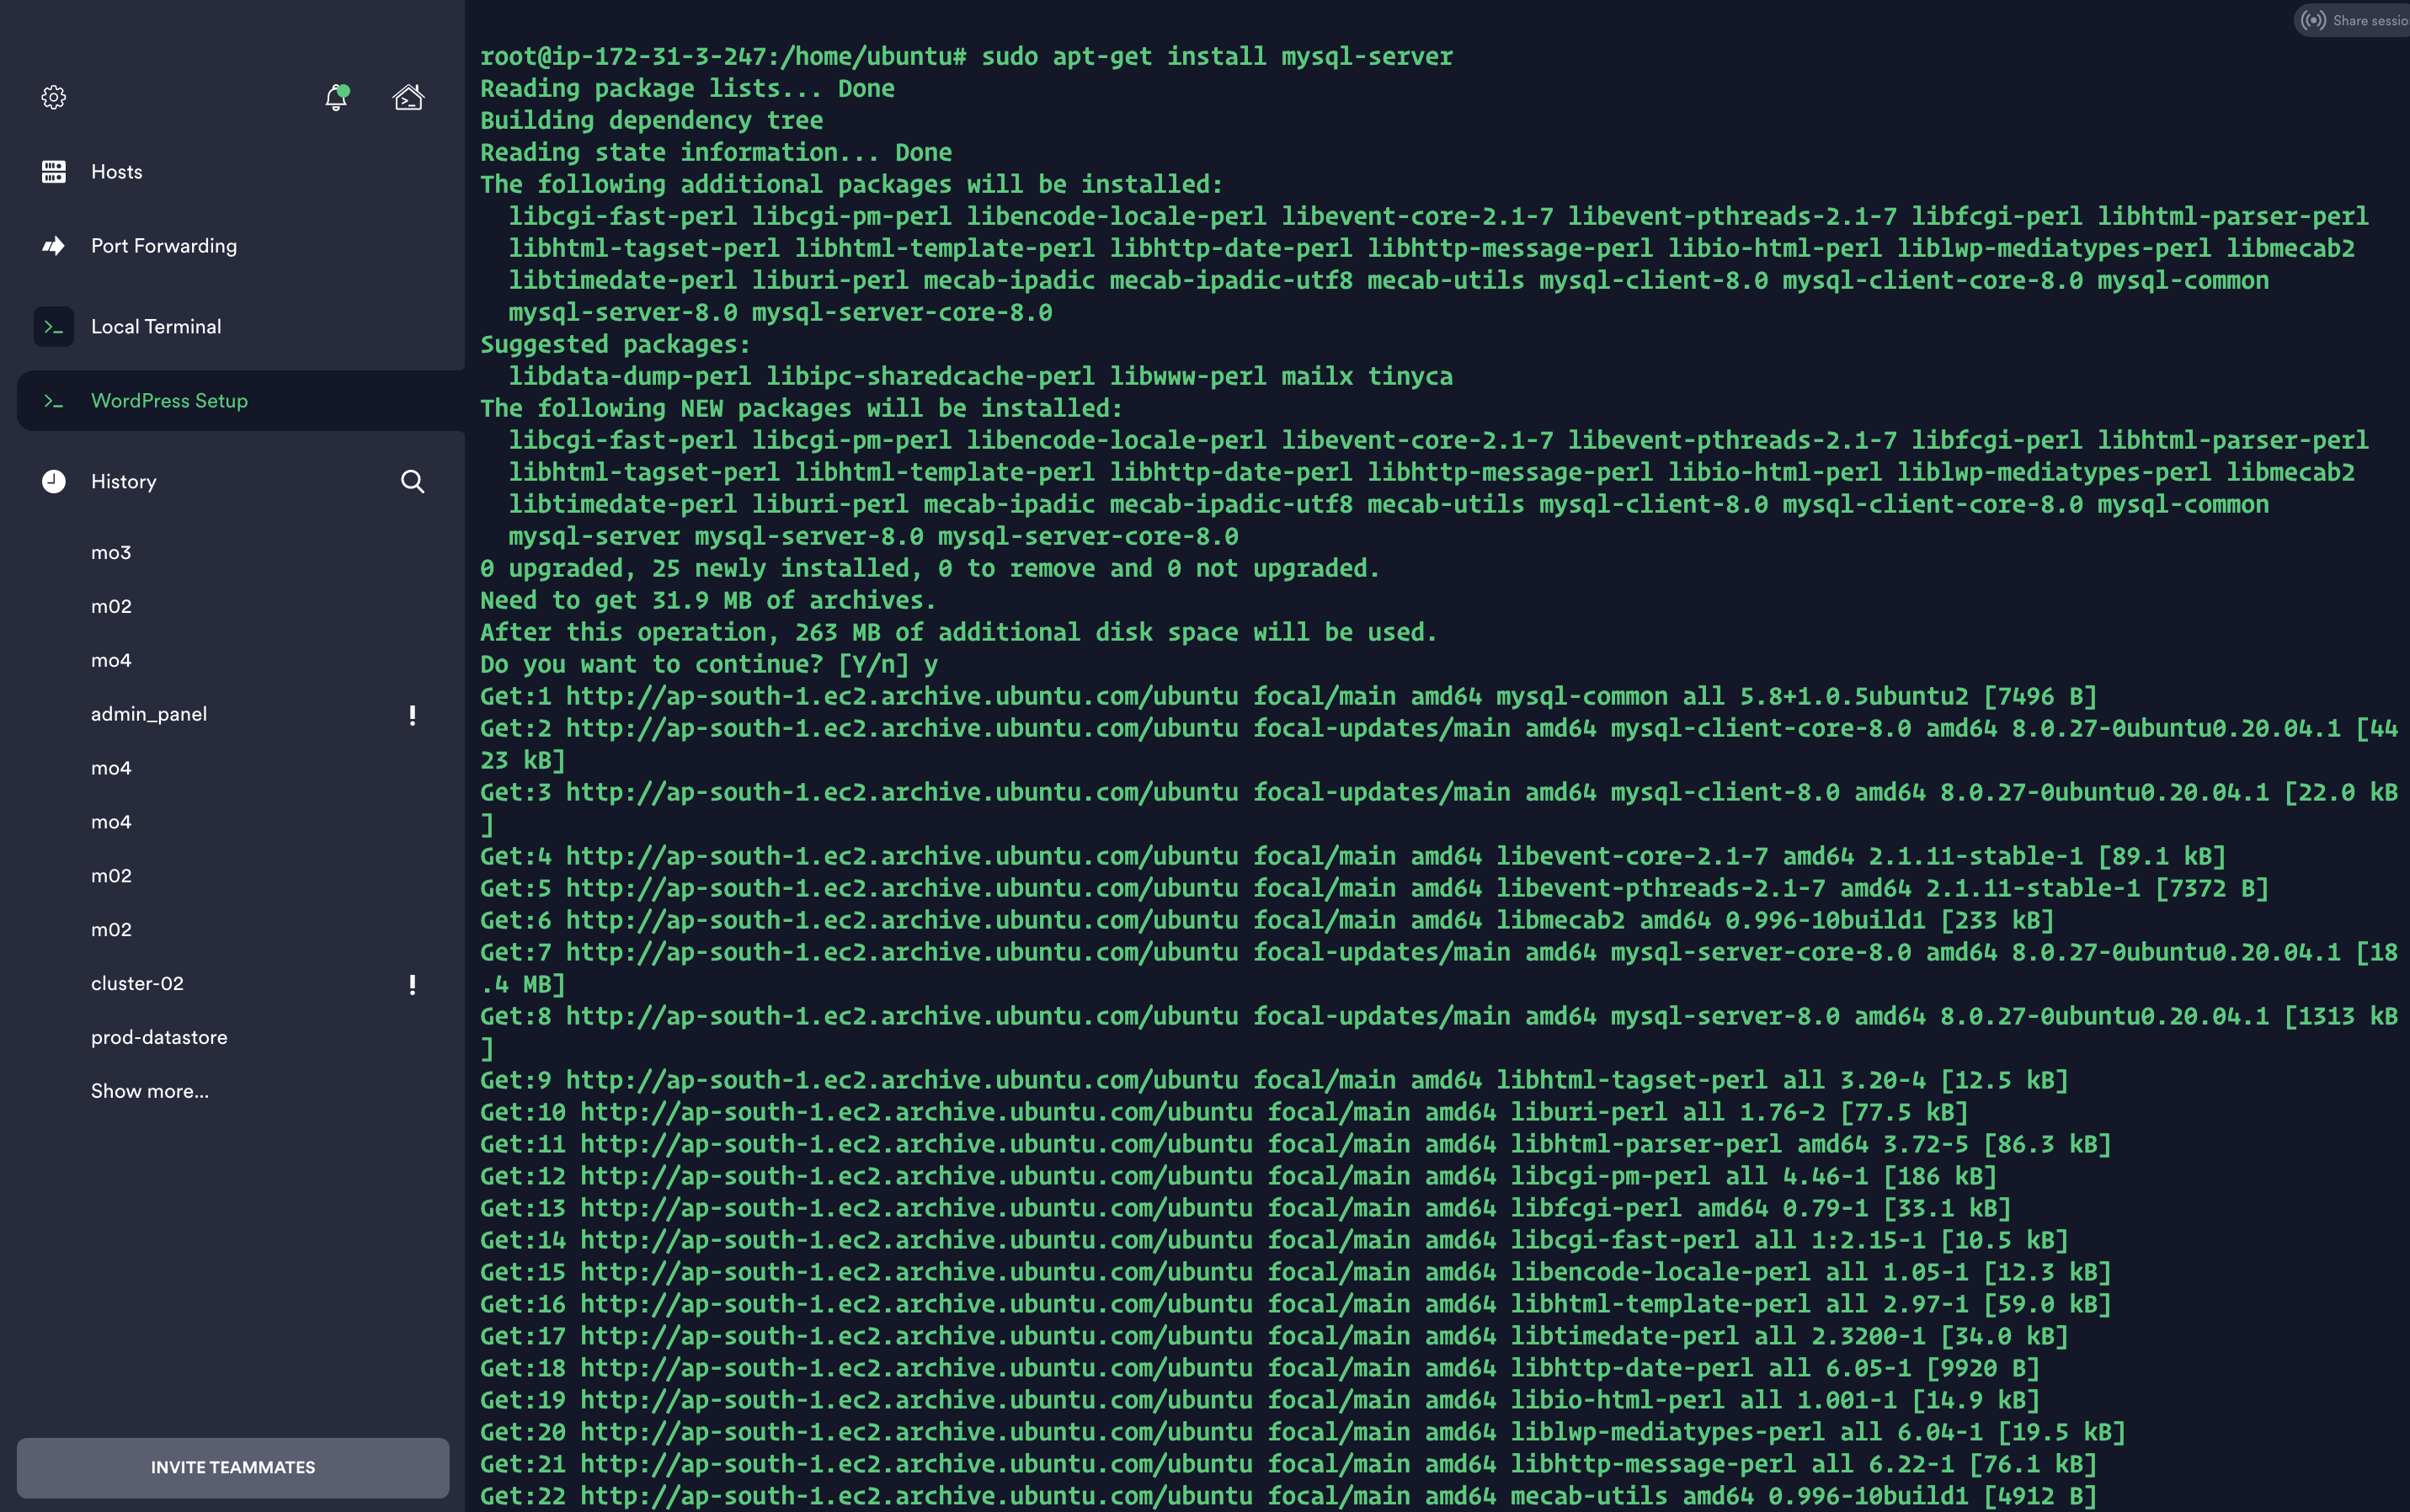 Share sessio
Hosts
Port Forwarding
Local Terminal
WordPress Setup
History
mo3
m02
mo4
admin_panel
mo4
mo4
m02
m02
cluster-02
prod-datastore
Show more...
INVITE TEAMMATES
root@ip-172-31-3-247:/home/ubuntu# sudo apt-get install mysql-server
Reading package lists... Done
Building dependency tree
Reading state information... Done
The following additional packages will be installed:
  libcgi-fast-perl libcgi-pm-perl libencode-locale-perl libevent-core-2.1-7 libevent-pthreads-2.1-7 libfcgi-perl libhtml-parser-perl
  libhtml-tagset-perl libhtml-template-perl libhttp-date-perl libhttp-message-perl libio-html-perl liblwp-mediatypes-perl libmecab2
  libtimedate-perl liburi-perl mecab-ipadic mecab-ipadic-utf8 mecab-utils mysql-client-8.0 mysql-client-core-8.0 mysql-common
  mysql-server-8.0 mysql-server-core-8.0
Suggested packages:
  libdata-dump-perl libipc-sharedcache-perl libwww-perl mailx tinyca
The following NEW packages will be installed:
  libcgi-fast-perl libcgi-pm-perl libencode-locale-perl libevent-core-2.1-7 libevent-pthreads-2.1-7 libfcgi-perl libhtml-parser-perl
  libhtml-tagset-perl libhtml-template-perl libhttp-date-perl libhttp-message-perl libio-html-perl liblwp-mediatypes-perl libmecab2
  libtimedate-perl liburi-perl mecab-ipadic mecab-ipadic-utf8 mecab-utils mysql-client-8.0 mysql-client-core-8.0 mysql-common
  mysql-server mysql-server-8.0 mysql-server-core-8.0
0 upgraded, 25 newly installed, 0 to remove and 0 not upgraded.
Need to get 31.9 MB of archives.
After this operation, 263 MB of additional disk space will be used.
Do you want to continue? [Y/n] y
Get:1 http://ap-south-1.ec2.archive.ubuntu.com/ubuntu focal/main amd64 mysql-common all 5.8+1.0.5ubuntu2 [7496 B]
Get:2 http://ap-south-1.ec2.archive.ubuntu.com/ubuntu focal-updates/main amd64 mysql-client-core-8.0 amd64 8.0.27-0ubuntu0.20.04.1 [44
23 kB]
Get:3 http://ap-south-1.ec2.archive.ubuntu.com/ubuntu focal-updates/main amd64 mysql-client-8.0 amd64 8.0.27-0ubuntu0.20.04.1 [22.0 kB
]
Get:4 http://ap-south-1.ec2.archive.ubuntu.com/ubuntu focal/main amd64 libevent-core-2.1-7 amd64 2.1.11-stable-1 [89.1 kB]
Get:5 http://ap-south-1.ec2.archive.ubuntu.com/ubuntu focal/main amd64 libevent-pthreads-2.1-7 amd64 2.1.11-stable-1 [7372 B]
Get:6 http://ap-south-1.ec2.archive.ubuntu.com/ubuntu focal/main amd64 libmecab2 amd64 0.996-10build1 [233 kB]
Get:7 http://ap-south-1.ec2.archive.ubuntu.com/ubuntu focal-updates/main amd64 mysql-server-core-8.0 amd64 8.0.27-0ubuntu0.20.04.1 [18
.4 MB]
Get:8 http://ap-south-1.ec2.archive.ubuntu.com/ubuntu focal-updates/main amd64 mysql-server-8.0 amd64 8.0.27-0ubuntu0.20.04.1 [1313 kB
]
Get:9 http://ap-south-1.ec2.archive.ubuntu.com/ubuntu focal/main amd64 libhtml-tagset-perl all 3.20-4 [12.5 kB]
Get:10 http://ap-south-1.ec2.archive.ubuntu.com/ubuntu focal/main amd64 liburi-perl all 1.76-2 [77.5 kB]
Get:11 http://ap-south-1.ec2.archive.ubuntu.com/ubuntu focal/main amd64 libhtml-parser-perl amd64 3.72-5 [86.3 kB]
Get:12 http://ap-south-1.ec2.archive.ubuntu.com/ubuntu focal/main amd64 libcgi-pm-perl all 4.46-1 [186 kB]
Get:13 http://ap-south-1.ec2.archive.ubuntu.com/ubuntu focal/main amd64 libfcgi-perl amd64 0.79-1 [33.1 kB]
Get:14 http://ap-south-1.ec2.archive.ubuntu.com/ubuntu focal/main amd64 libcgi-fast-perl all 1:2.15-1 [10.5 kB]
Get:15 http://ap-south-1.ec2.archive.ubuntu.com/ubuntu focal/main amd64 libencode-locale-perl all 1.05-1 [12.3 kB]
Get:16 http://ap-south-1.ec2.archive.ubuntu.com/ubuntu focal/main amd64 libhtml-template-perl all 2.97-1 [59.0 kB]
Get:17 http://ap-south-1.ec2.archive.ubuntu.com/ubuntu focal/main amd64 libtimedate-perl all 2.3200-1 [34.0 kB]
Get:18 http://ap-south-1.ec2.archive.ubuntu.com/ubuntu focal/main amd64 libhttp-date-perl all 6.05-1 [9920 B]
Get:19 http://ap-south-1.ec2.archive.ubuntu.com/ubuntu focal/main amd64 libio-html-perl all 1.001-1 [14.9 kB]
Get:20 http://ap-south-1.ec2.archive.ubuntu.com/ubuntu focal/main amd64 liblwp-mediatypes-perl all 6.04-1 [19.5 kB]
Get:21 http://ap-south-1.ec2.archive.ubuntu.com/ubuntu focal/main amd64 libhttp-message-perl all 6.22-1 [76.1 kB]
Get:22 http://ap-south-1.ec2.archive.ubuntu.com/ubuntu focal/main amd64 mecab-utils amd64 0.996-10build1 [4912 B]